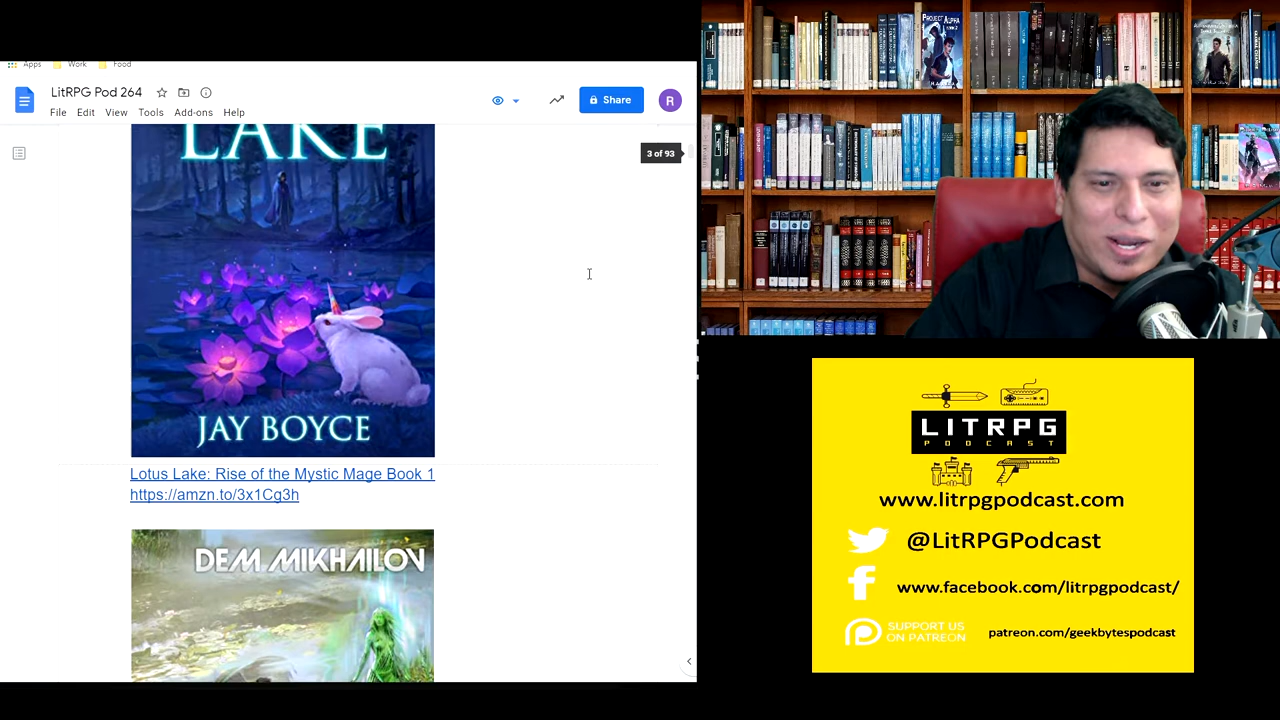 Apps Work Food
LitRPG Pod 264
File Edit View Tools Add-ons Help
Share
R
3 of 93
LAKE
JAY BOYCE
Lotus Lake: Rise of the Mystic Mage Book 1
https://amzn.to/3x1Cg3h
DEM MIKHAILOV
PROJECT ALPHA
LITRPG
PODCAST
www.litrpgpodcast.com
@LitRPGPodcast
www.facebook.com/litrpgpodcast/
SUPPORT US
ON PATREON
patreon.com/geekbytespodcast